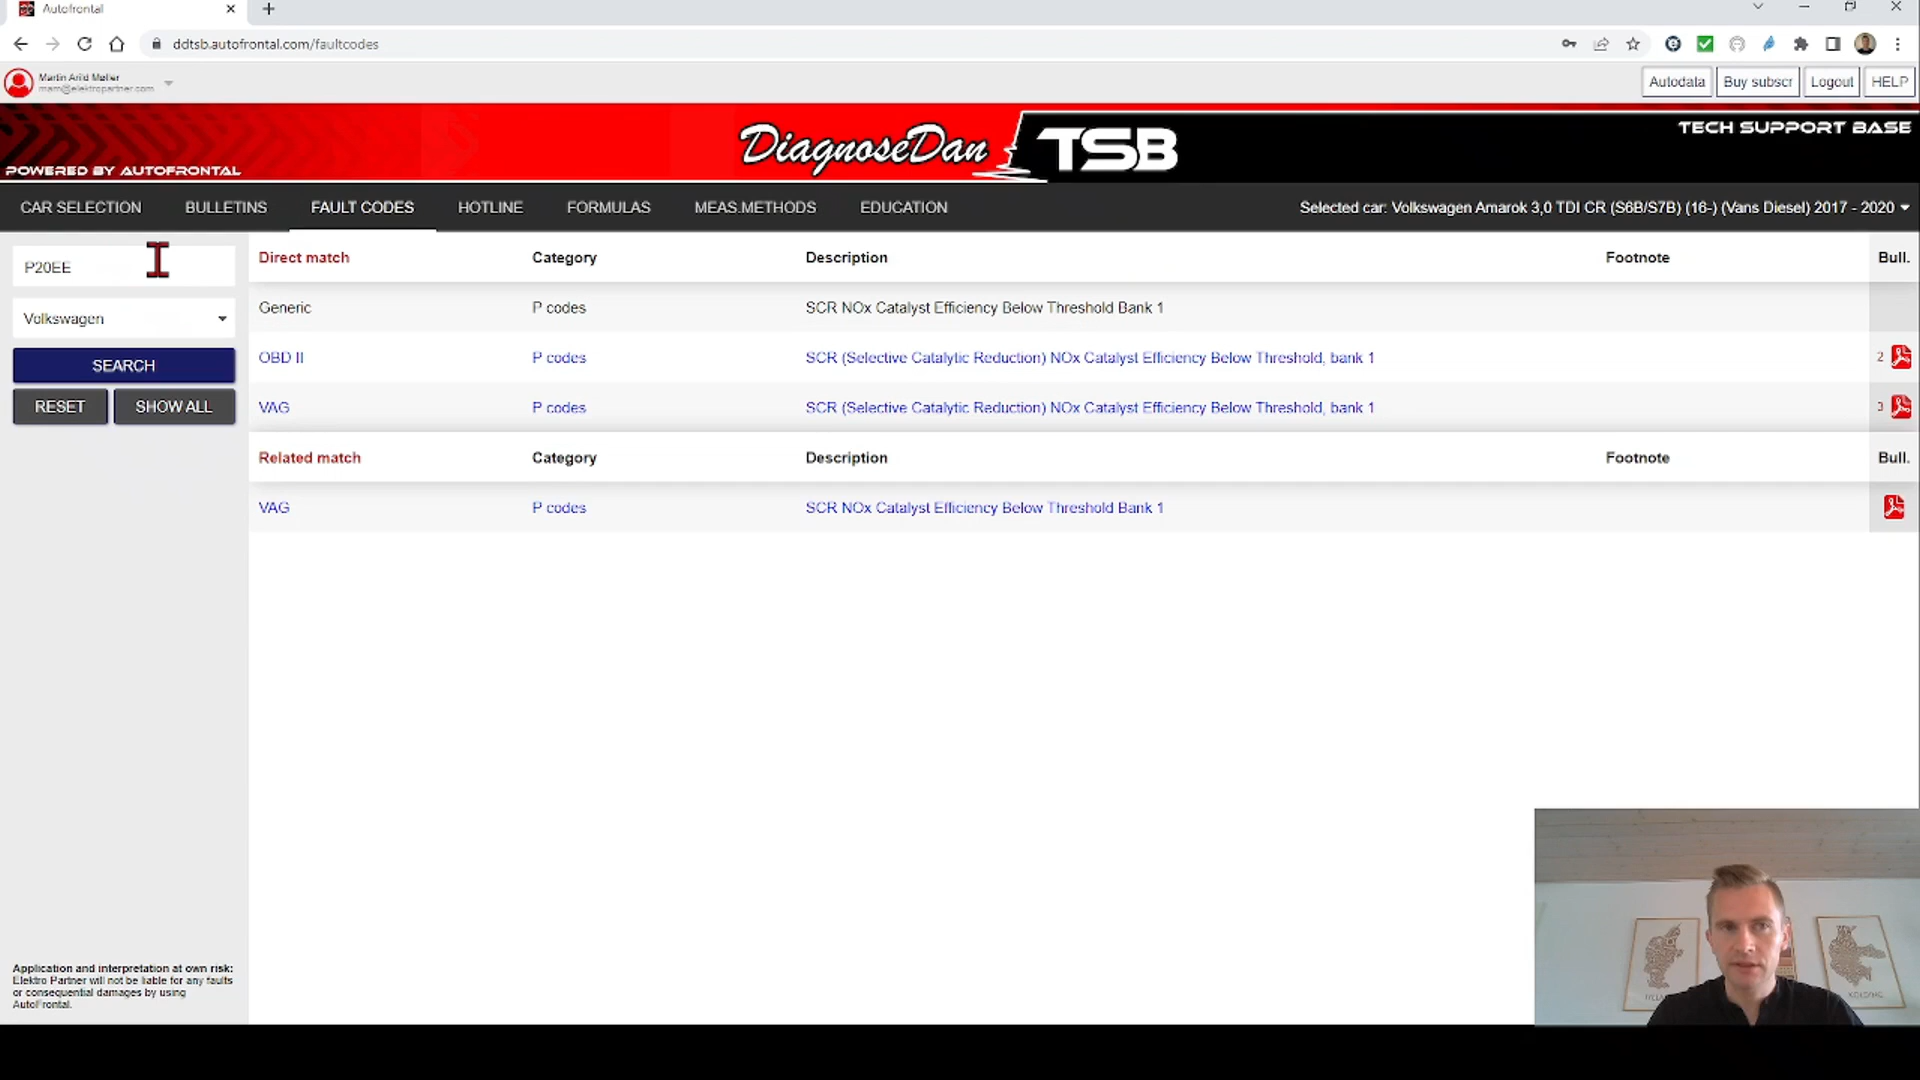 Autofrontal
ddtsb.autofrontal.com/faultcodes
Martin Arild Møller
mam@elektropartner.com
Autodata
Buy subscr
Logout
HELP
POWERED BY AUTOFRONTAL
DiagnoseDan TSB
TECH SUPPORT BASE
CAR SELECTION
BULLETINS
FAULT CODES
HOTLINE
FORMULAS
MEAS.METHODS
EDUCATION
Selected car: Volkswagen Amarok 3,0 TDI CR (S6B/S7B) (16-) (Vans Diesel) 2017 - 2020
P20EE
Volkswagen
SEARCH
RESET
SHOW ALL
Direct match Category Description Footnote Bull.
Generic P codes SCR NOx Catalyst Efficiency Below Threshold Bank 1
OBD II P codes SCR (Selective Catalytic Reduction) NOx Catalyst Efficiency Below Threshold, bank 1 2
VAG P codes SCR (Selective Catalytic Reduction) NOx Catalyst Efficiency Below Threshold, bank 1 3
Related match Category Description Footnote Bull.
VAG P codes SCR NOx Catalyst Efficiency Below Threshold Bank 1
Application and interpretation at own risk:
Elektro Partner will not be liable for any faults
or consequential damages by using
AutoFrontal.